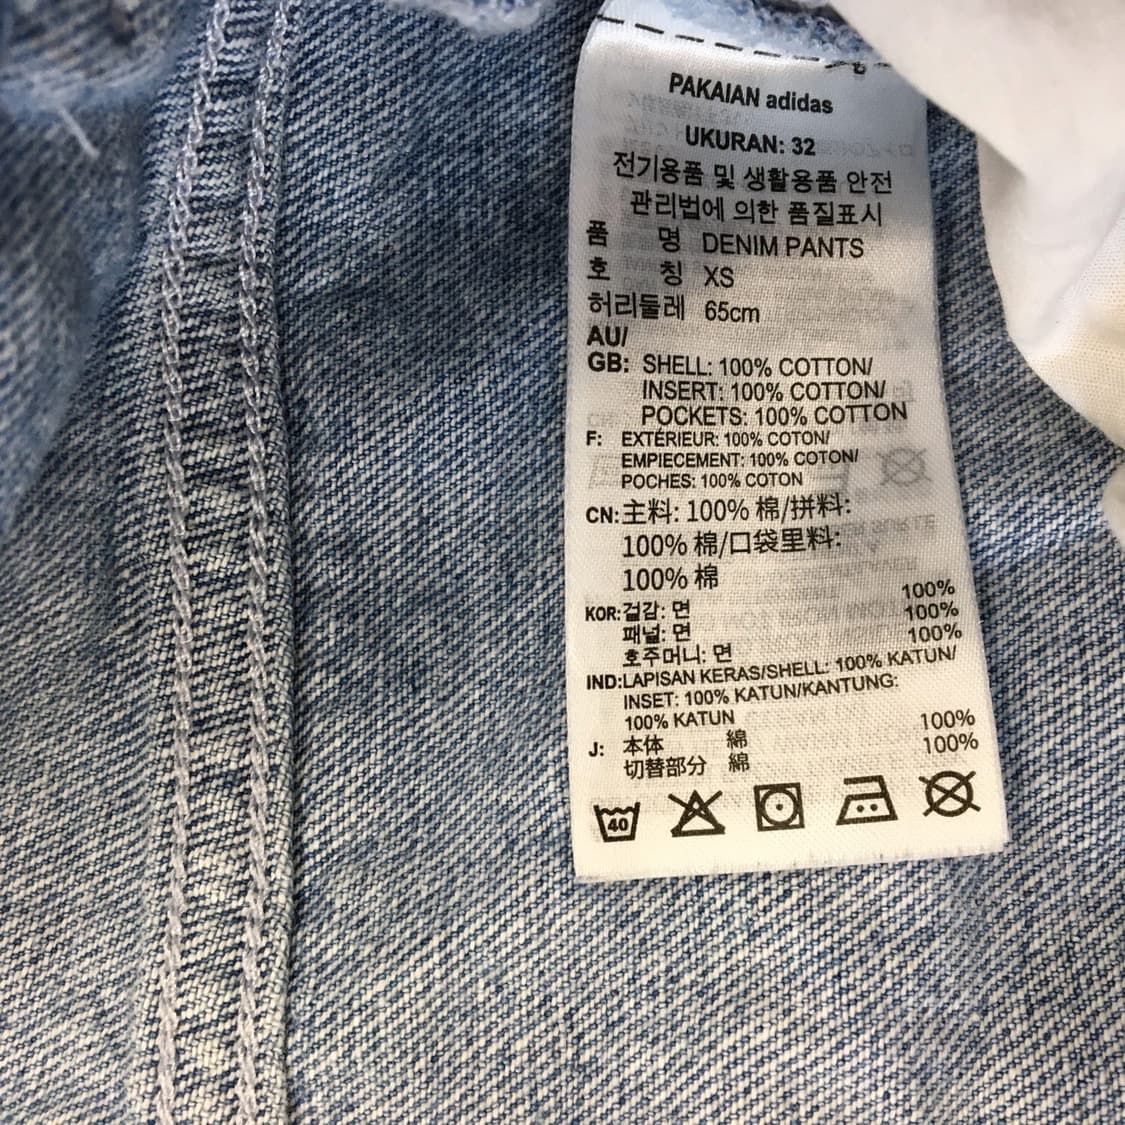 PAKAIAN adidas
UKURAN: 32
전기용품 및 생활용품 안전
관리법에 의한 품질표시
품 명 DENIM PANTS
호 칭 XS
허리둘레 65cm
AU/
GB: SHELL: 100% COTTON/
INSERT: 100% COTTON/
POCKETS: 100% COTTON
F: EXTÉRIEUR: 100% COTON/
EMPIECEMENT: 100% COTON/
POCHES: 100% COTON
CN: 主料: 100% 棉/拼料:
100% 棉/口袋里料:
100% 棉
KOR: 겉감: 면 100%
패널: 면 100%
호주머니: 면 100%
IND: LAPISAN KERAS/SHELL: 100% KATUN/
INSET: 100% KATUN/KANTUNG:
100% KATUN
J: 本体 綿 100%
切替部分 綿 100%
40